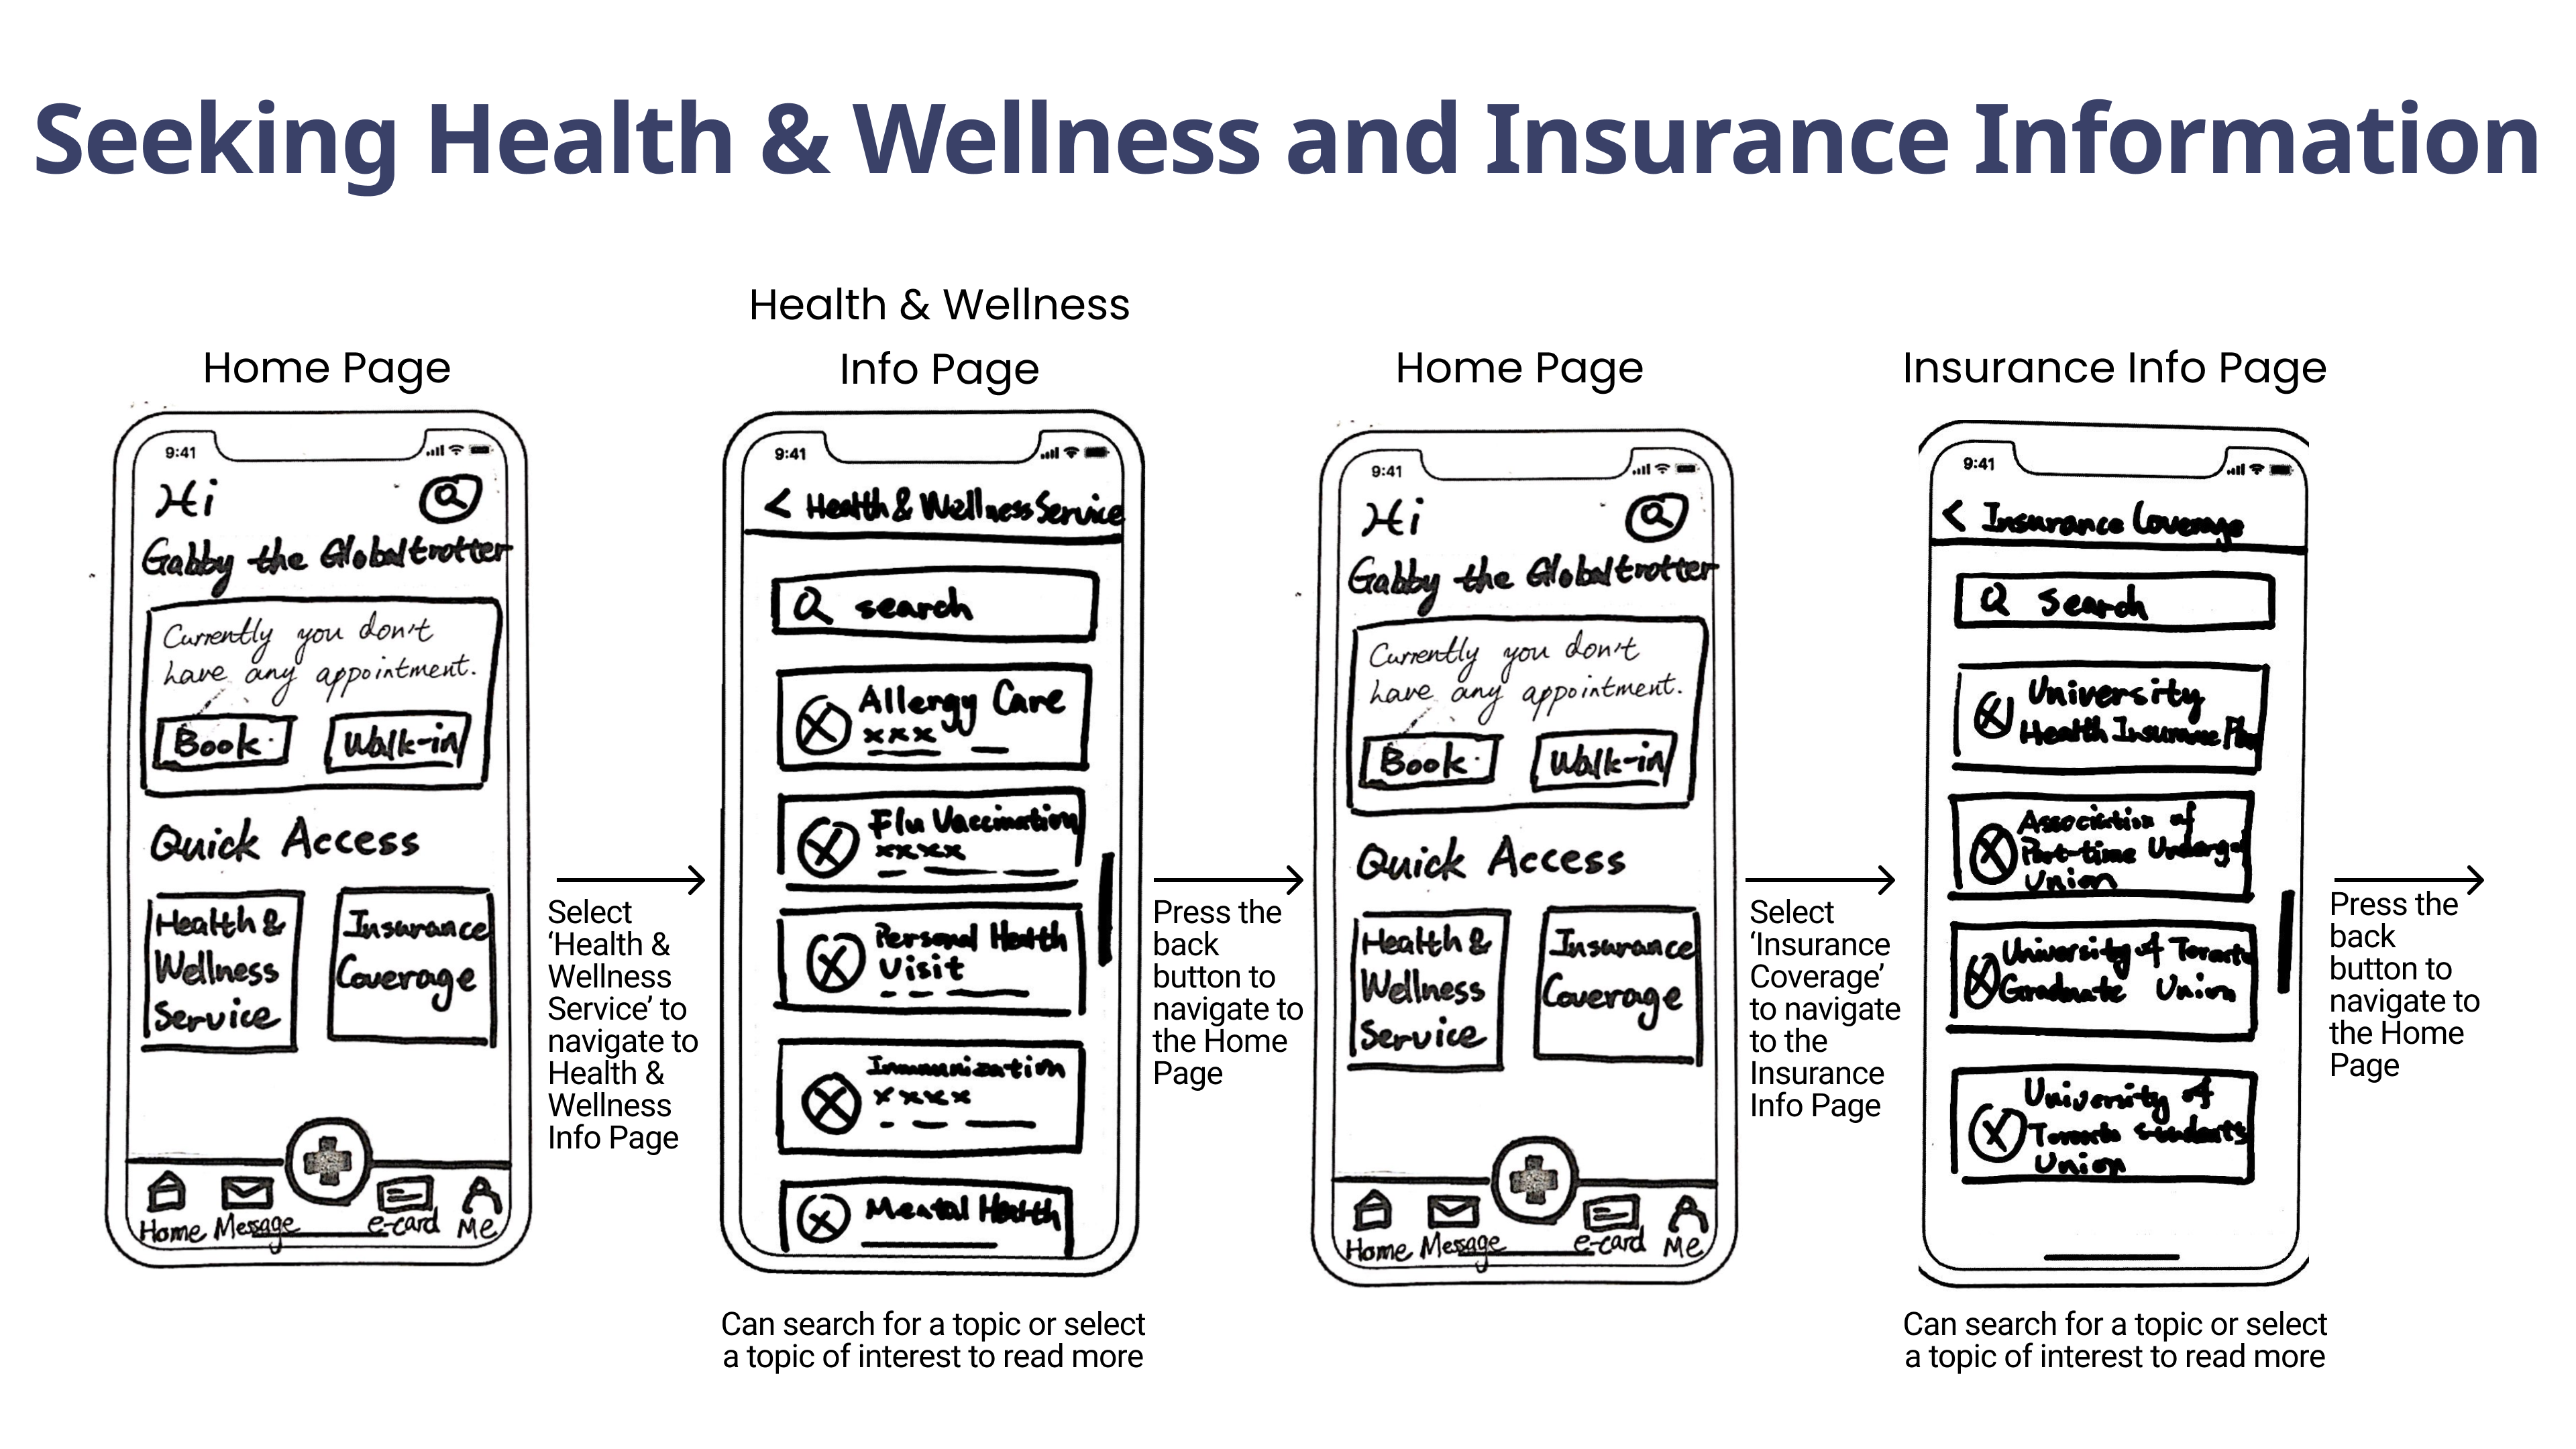 Seeking Health & Wellness and Insurance Information
Home Page
9:41
Hi
Gabby the Globaltrotter
Currently you don't
have any appointment.
Book
Walk-in
Quick Access
Health &
Wellness
Service
Insurance
Coverage
Home
Message
e-card
Me
Select
‘Health &
Wellness
Service’ to
navigate to
Health &
Wellness
Info Page
Health & Wellness
Info Page
9:41
< Health & Wellness Service
search
Allergy Care
xxx
Flu Vaccination
xxxx
Personal Health
Visit
Immunization
xxxx
Mental Health
Can search for a topic or select
a topic of interest to read more
Press the
back
button to
navigate to
the Home
Page
Home Page
9:41
Hi
Gabby the Globaltrotter
Currently you don't
have any appointment.
Book
Walk-in
Quick Access
Health &
Wellness
Service
Insurance
Coverage
Home
Message
e-card
Me
Select
‘Insurance
Coverage’
to navigate
to the
Insurance
Info Page
Insurance Info Page
9:41
< Insurance Coverage
search
University
Health Insurance Plan
Association of
Part-time
Union
University of Toronto
Graduate Union
University of
Toronto Students
Union
Can search for a topic or select
a topic of interest to read more
Press the
back
button to
navigate to
the Home
Page